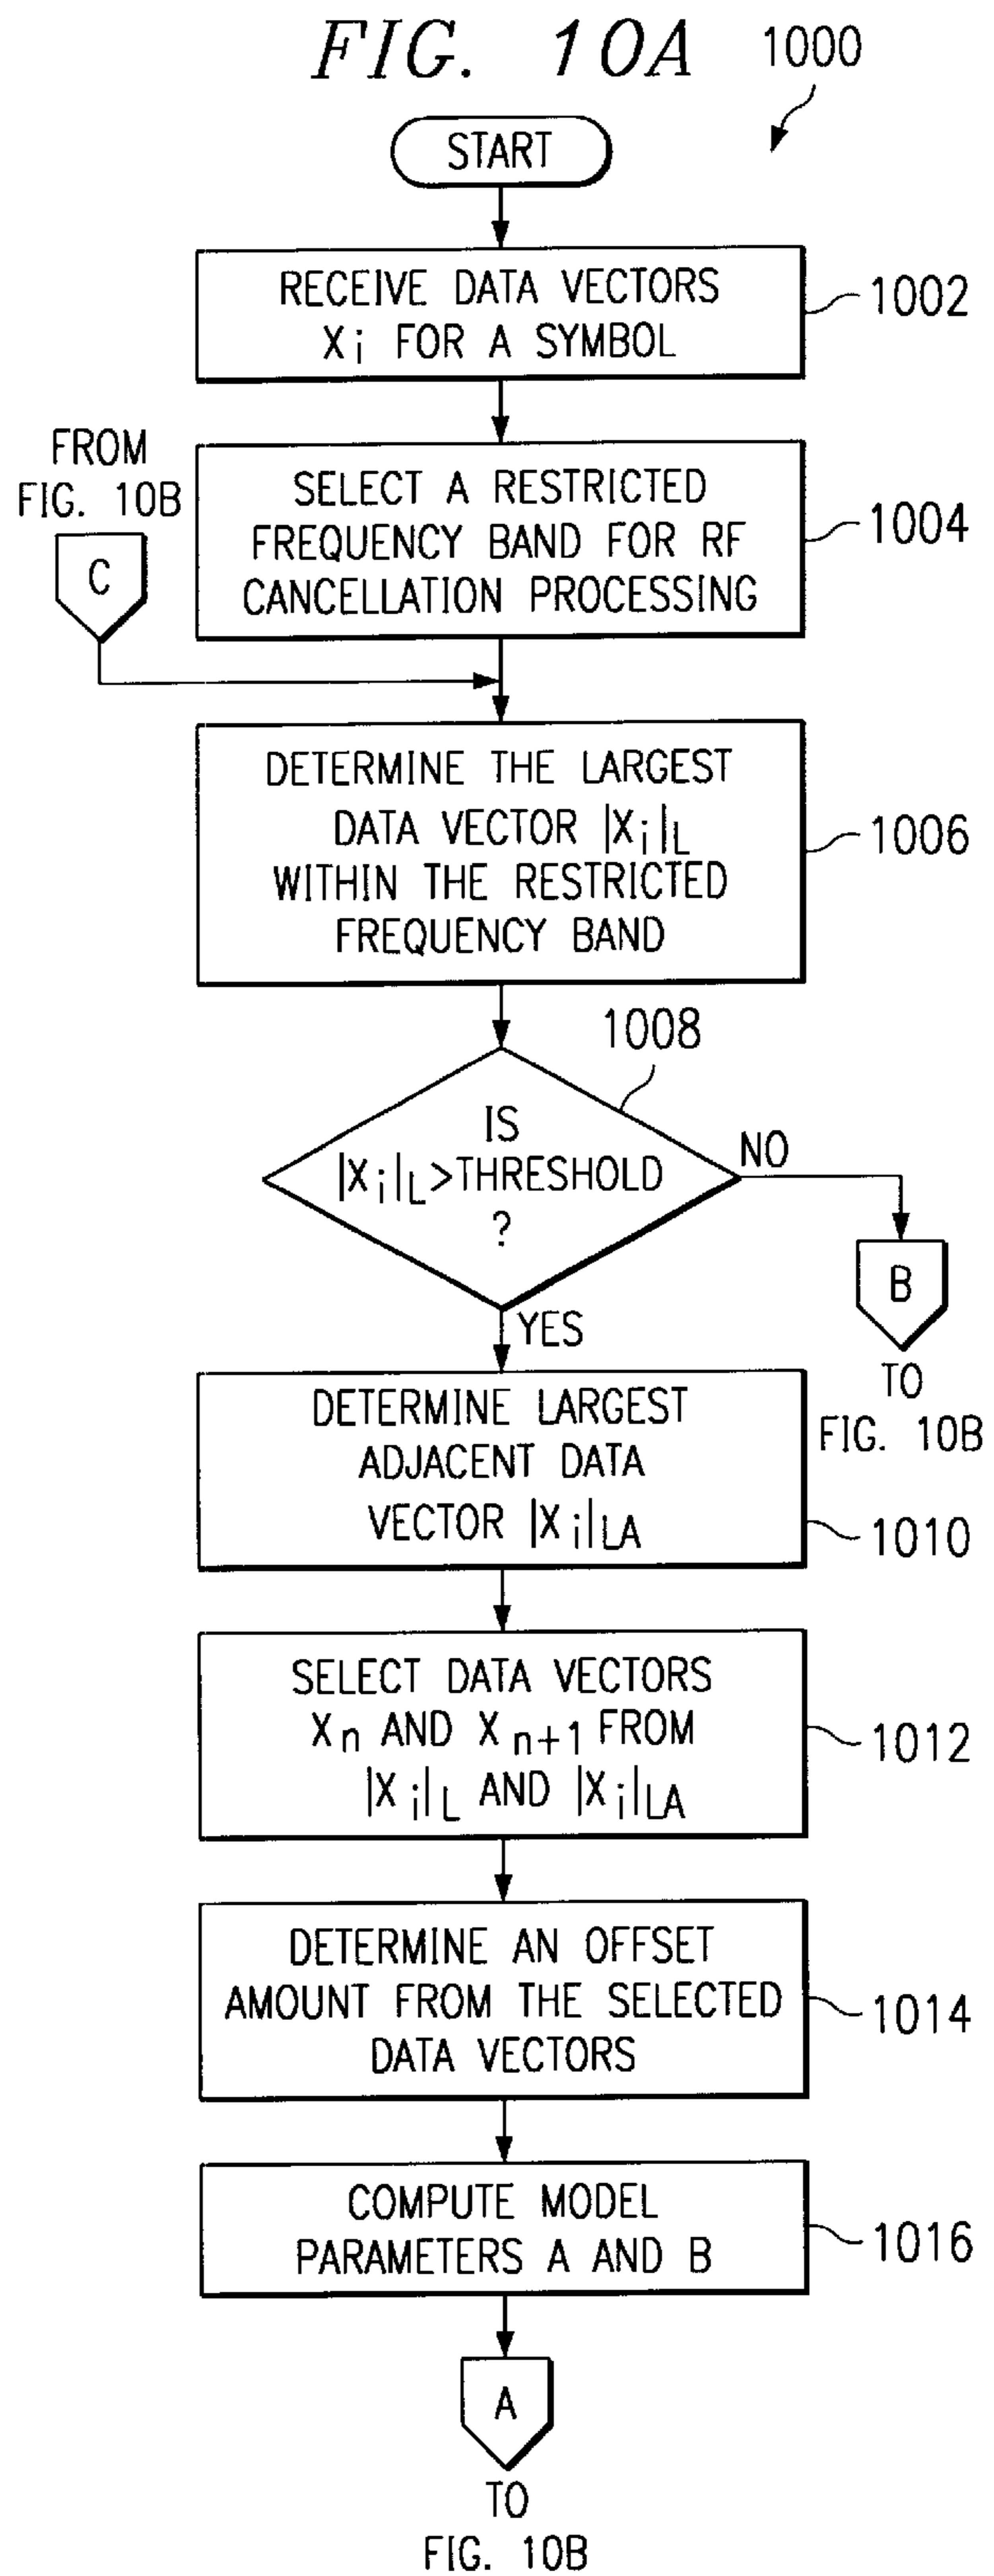 FIG. 10A
1000
START
RECEIVE DATA VECTORS
Xi FOR A SYMBOL
1002
FROM
FIG. 10B
C
SELECT A RESTRICTED
FREQUENCY BAND FOR RF
CANCELLATION PROCESSING
1004
DETERMINE THE LARGEST
DATA VECTOR |Xi|L
WITHIN THE RESTRICTED
FREQUENCY BAND
1006
1008
IS
|Xi|L>THRESHOLD
?
NO
B
TO
FIG. 10B
YES
DETERMINE LARGEST
ADJACENT DATA
VECTOR |Xi|LA
1010
SELECT DATA VECTORS
Xn AND Xn+1 FROM
|Xi|L AND |Xi|LA
1012
DETERMINE AN OFFSET
AMOUNT FROM THE SELECTED
DATA VECTORS
1014
COMPUTE MODEL
PARAMETERS A AND B
1016
A
TO
FIG. 10B